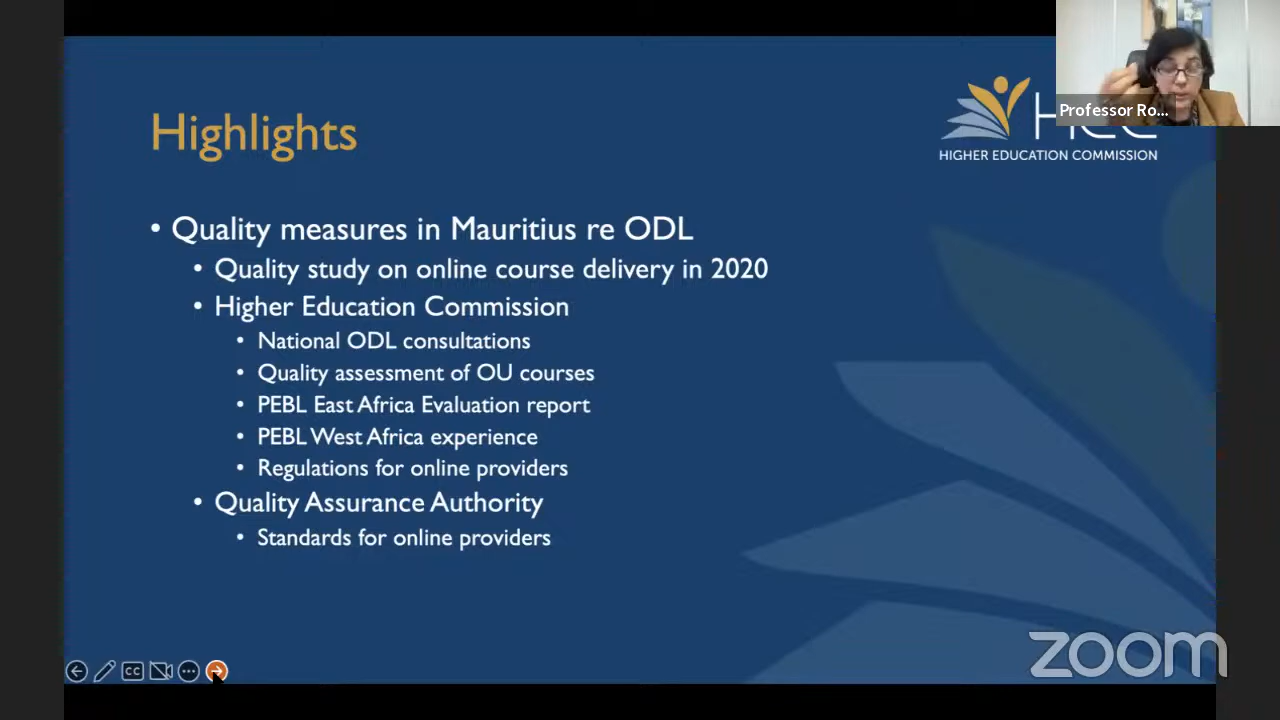 Professor Ro...
HEC
HIGHER EDUCATION COMMISSION
Highlights
• Quality measures in Mauritius re ODL
• Quality study on online course delivery in 2020
• Higher Education Commission
• National ODL consultations
• Quality assessment of OU courses
• PEBL East Africa Evaluation report
• PEBL West Africa experience
• Regulations for online providers
• Quality Assurance Authority
• Standards for online providers
CC
zoom